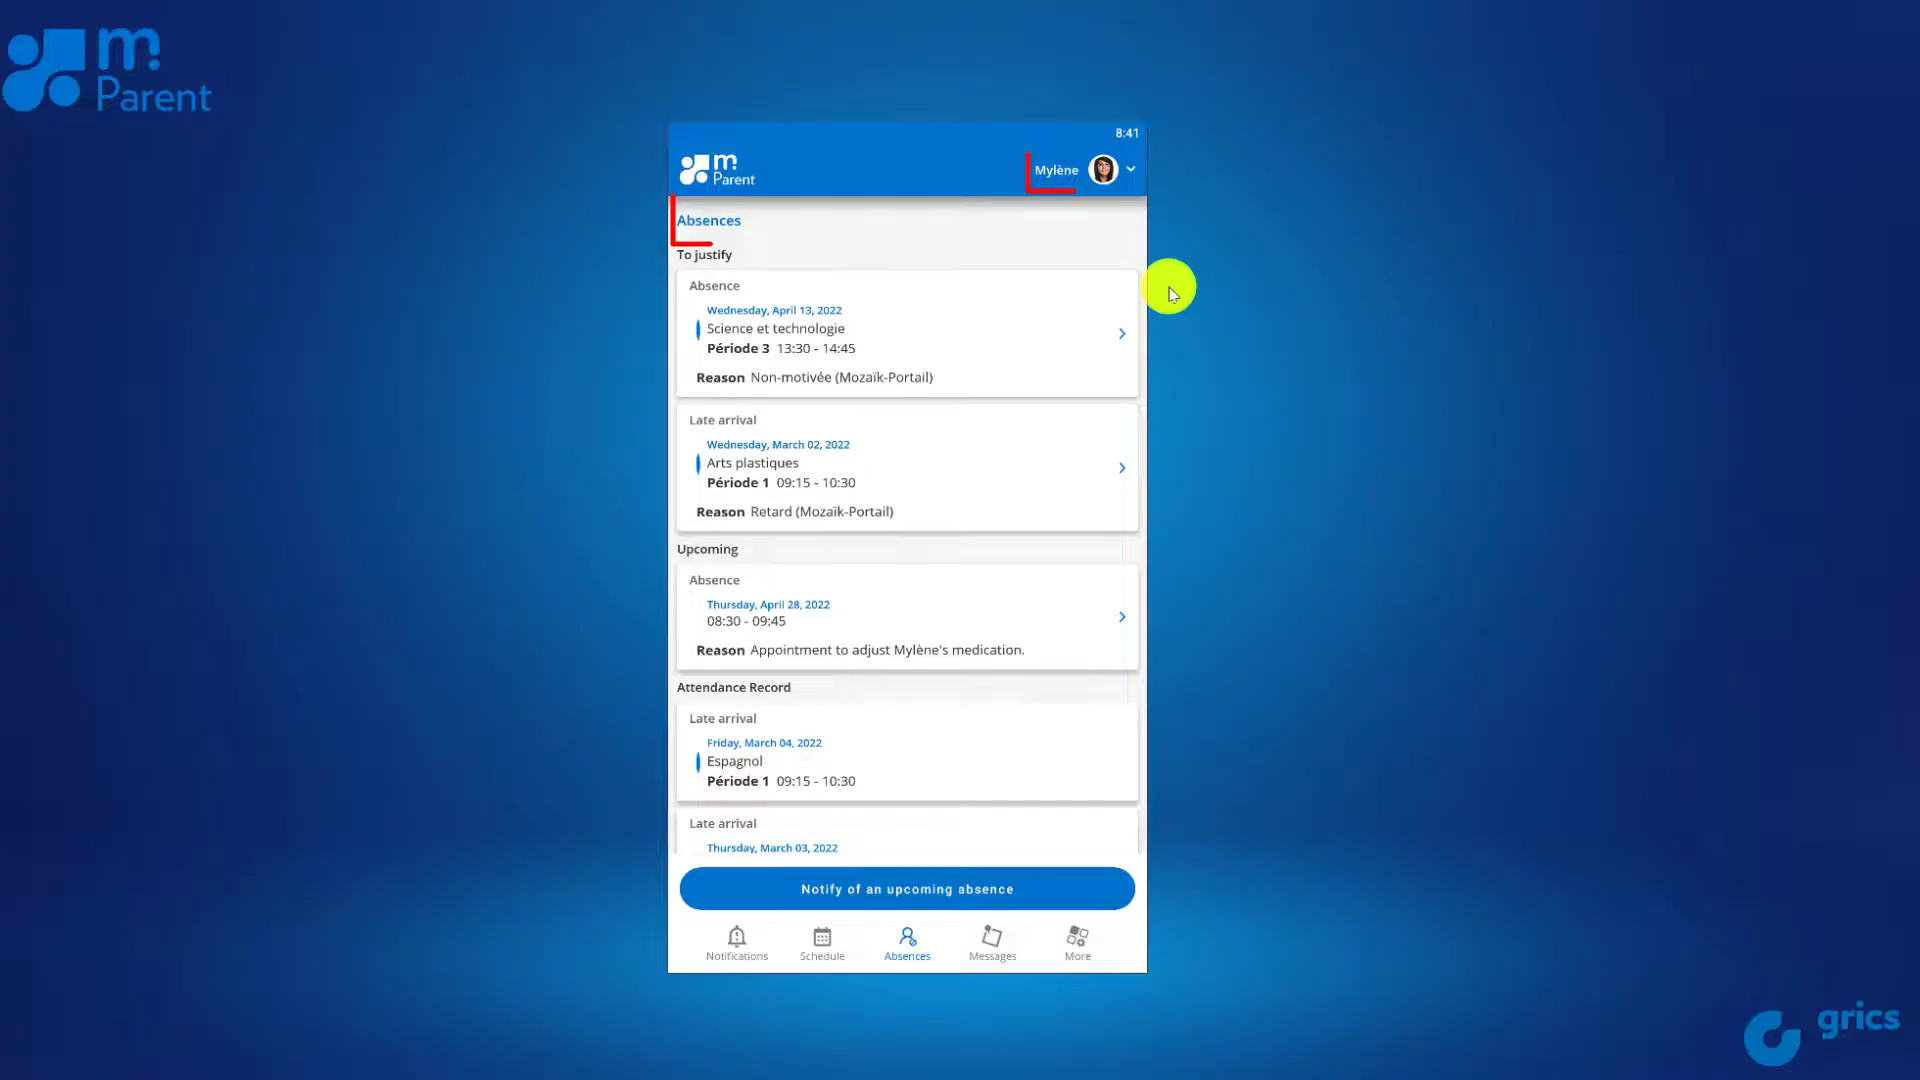 m
Parent
8:41
m
Parent
Mylène
Absences
To justify
Absence
Wednesday, April 13, 2022
Science et technologie
Période 3 13:30 - 14:45
Reason Non-motivée (Mozaïk-Portail)
Late arrival
Wednesday, March 02, 2022
Arts plastiques
Période 1 09:15 - 10:30
Reason Retard (Mozaïk-Portail)
Upcoming
Absence
Thursday, April 28, 2022
08:30 - 09:45
Reason Appointment to adjust Mylène's medication.
Attendance Record
Late arrival
Friday, March 04, 2022
Espagnol
Période 1 09:15 - 10:30
Late arrival
Thursday, March 03, 2022
Notify of an upcoming absence
Notifications Schedule Absences Messages More
grics